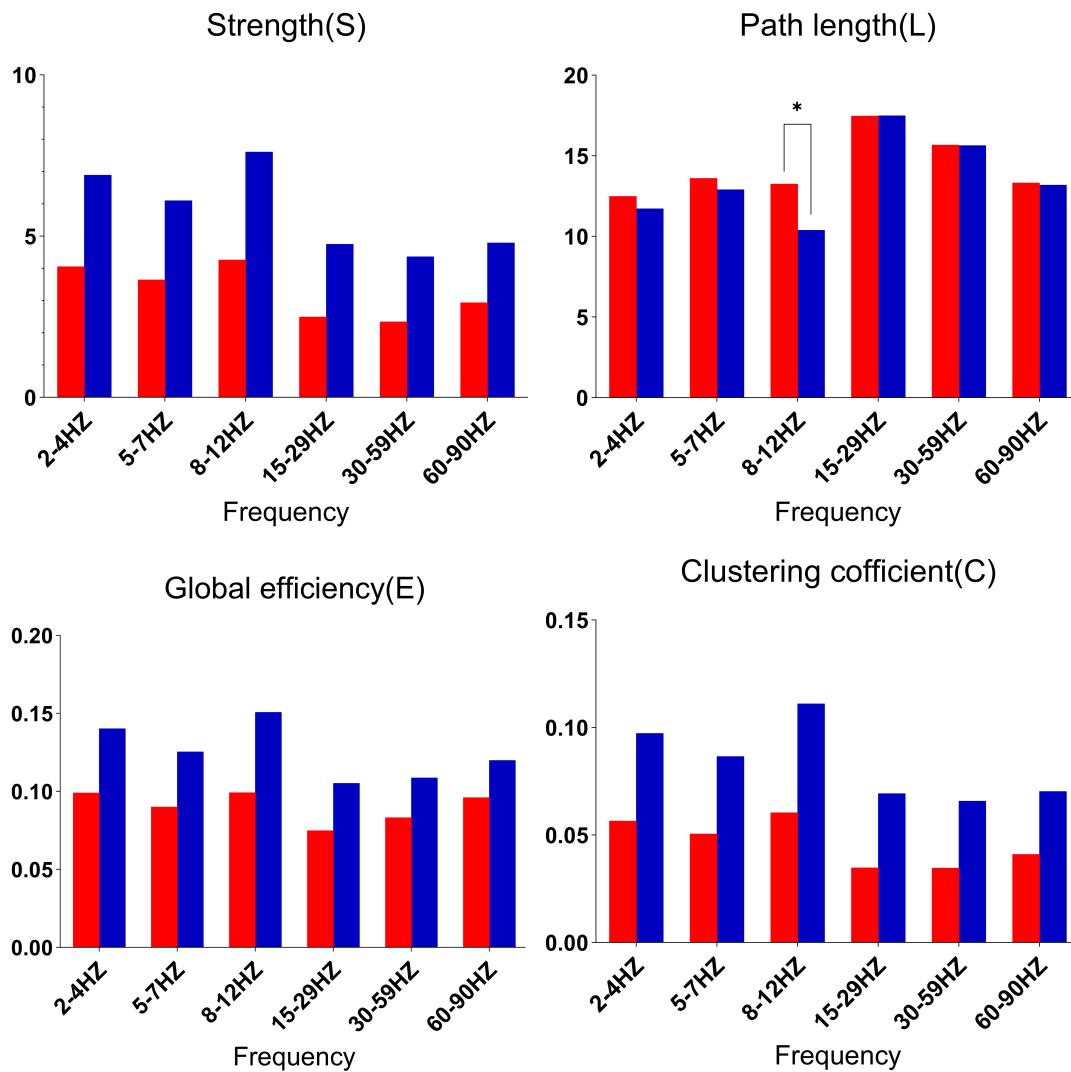 Strength(S)
10
5
0
2-4HZ
5-7HZ
8-12HZ
15-29HZ
30-59HZ
60-90HZ
Frequency
Path length(L)
20
15
10
5
0
*
2-4HZ
5-7HZ
8-12HZ
15-29HZ
30-59HZ
60-90HZ
Frequency
Global efficiency(E)
0.20
0.15
0.10
0.05
0.00
2-4HZ
5-7HZ
8-12HZ
15-29HZ
30-59HZ
60-90HZ
Frequency
Clustering cofficient(C)
0.15
0.10
0.05
0.00
2-4HZ
5-7HZ
8-12HZ
15-29HZ
30-59HZ
60-90HZ
Frequency